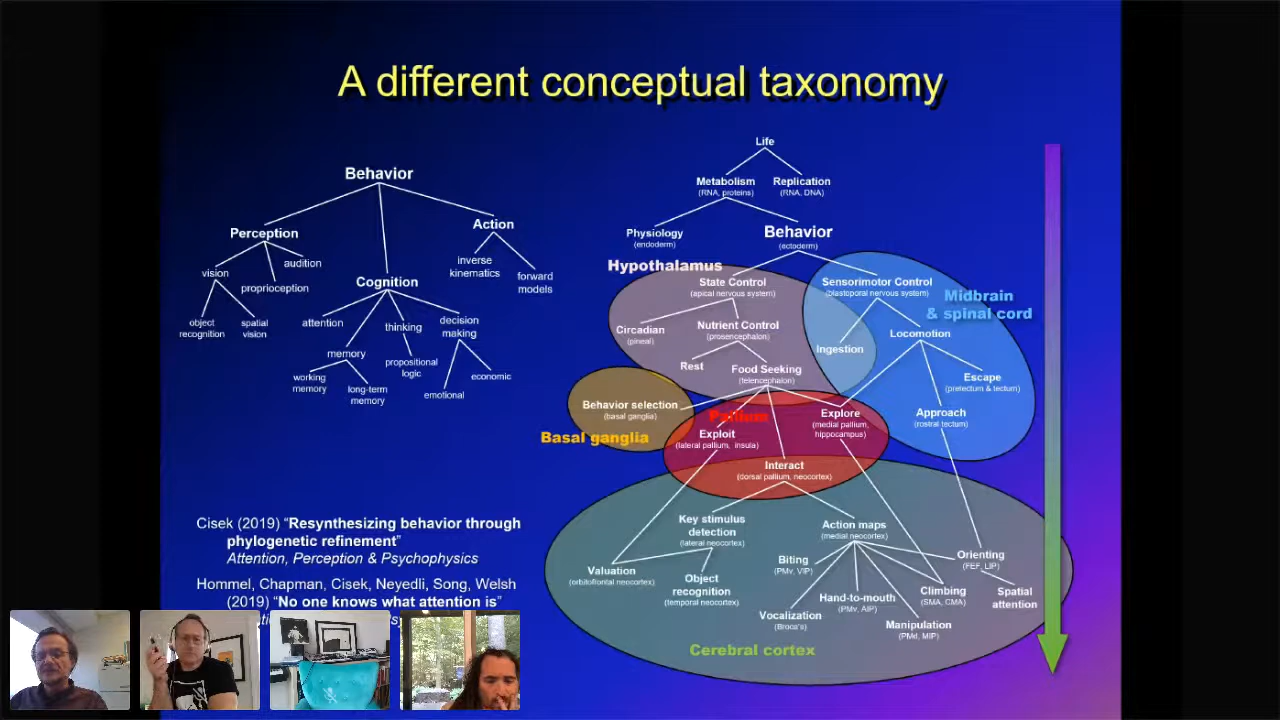 A different conceptual taxonomy
Behavior
Perception
Action
vision
audition
proprioception
inverse
kinematics
forward
models
Cognition
object
recognition
spatial
vision
attention
thinking
decision
making
memory
propositional
logic
working
memory
long-term
memory
emotional
economic
Life
Metabolism
(RNA, proteins)
Replication
(RNA, DNA)
Physiology
(endoderm)
Behavior
(ectoderm)
Hypothalamus
State Control
(apical nervous system)
Sensorimotor Control
(blastoporal nervous system)
Midbrain
& spinal cord
Circadian
(pineal)
Nutrient Control
(prosencephalon)
Locomotion
Ingestion
Rest
Food Seeking
(telencephalon)
Escape
(pretectum & tectum)
Behavior selection
(basal ganglia)
Pallium
Explore
(medial pallium,
hippocampus)
Approach
(rostral tectum)
Basal ganglia
Exploit
(lateral pallium, insula)
Interact
(dorsal pallium, neocortex)
Key stimulus
detection
(lateral neocortex)
Action maps
(medial neocortex)
Valuation
(orbitofrontal neocortex)
Object
recognition
(temporal neocortex)
Biting
(PMv, VIP)
Orienting
(FEF, LIP)
Hand-to-mouth
(PMv, AIP)
Climbing
(SMA, CMA)
Spatial
attention
Vocalization
(Broca's)
Manipulation
(PMd, MIP)
Cerebral cortex
Cisek (2019) “Resynthesizing behavior through
phylogenetic refinement”
Attention, Perception & Psychophysics
Hommel, Chapman, Cisek, Neyedli, Song, Welsh
(2019) “No one knows what attention is”